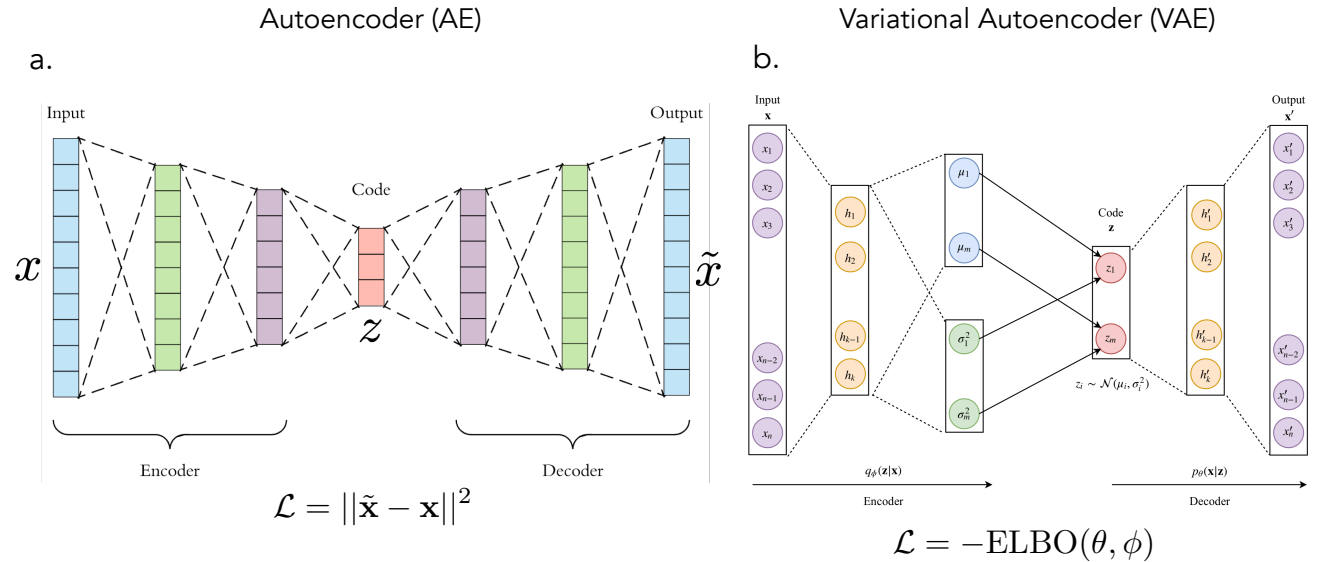 Autoencoder (AE)
Variational Autoencoder (VAE)
a.
Input
Output
Code
x
z
x̃
Encoder
Decoder
ℒ = ||x̃ − x||²
b.
Input
x
Output
x′
x₁
x₂
x₃
xₙ₋₂
xₙ₋₁
xₙ
h₁
h₂
hₖ₋₁
hₖ
μ₁
μₘ
σ₁²
σₘ²
Code
z
z₁
zₘ
zᵢ ∼ 𝒩(μᵢ, σᵢ²)
h′₁
h′₂
h′ₖ₋₁
h′ₖ
x′₁
x′₂
x′₃
x′ₙ₋₂
x′ₙ₋₁
x′ₙ
q_ϕ(z|x)
Encoder
p_θ(x|z)
Decoder
ℒ = −ELBO(θ, ϕ)